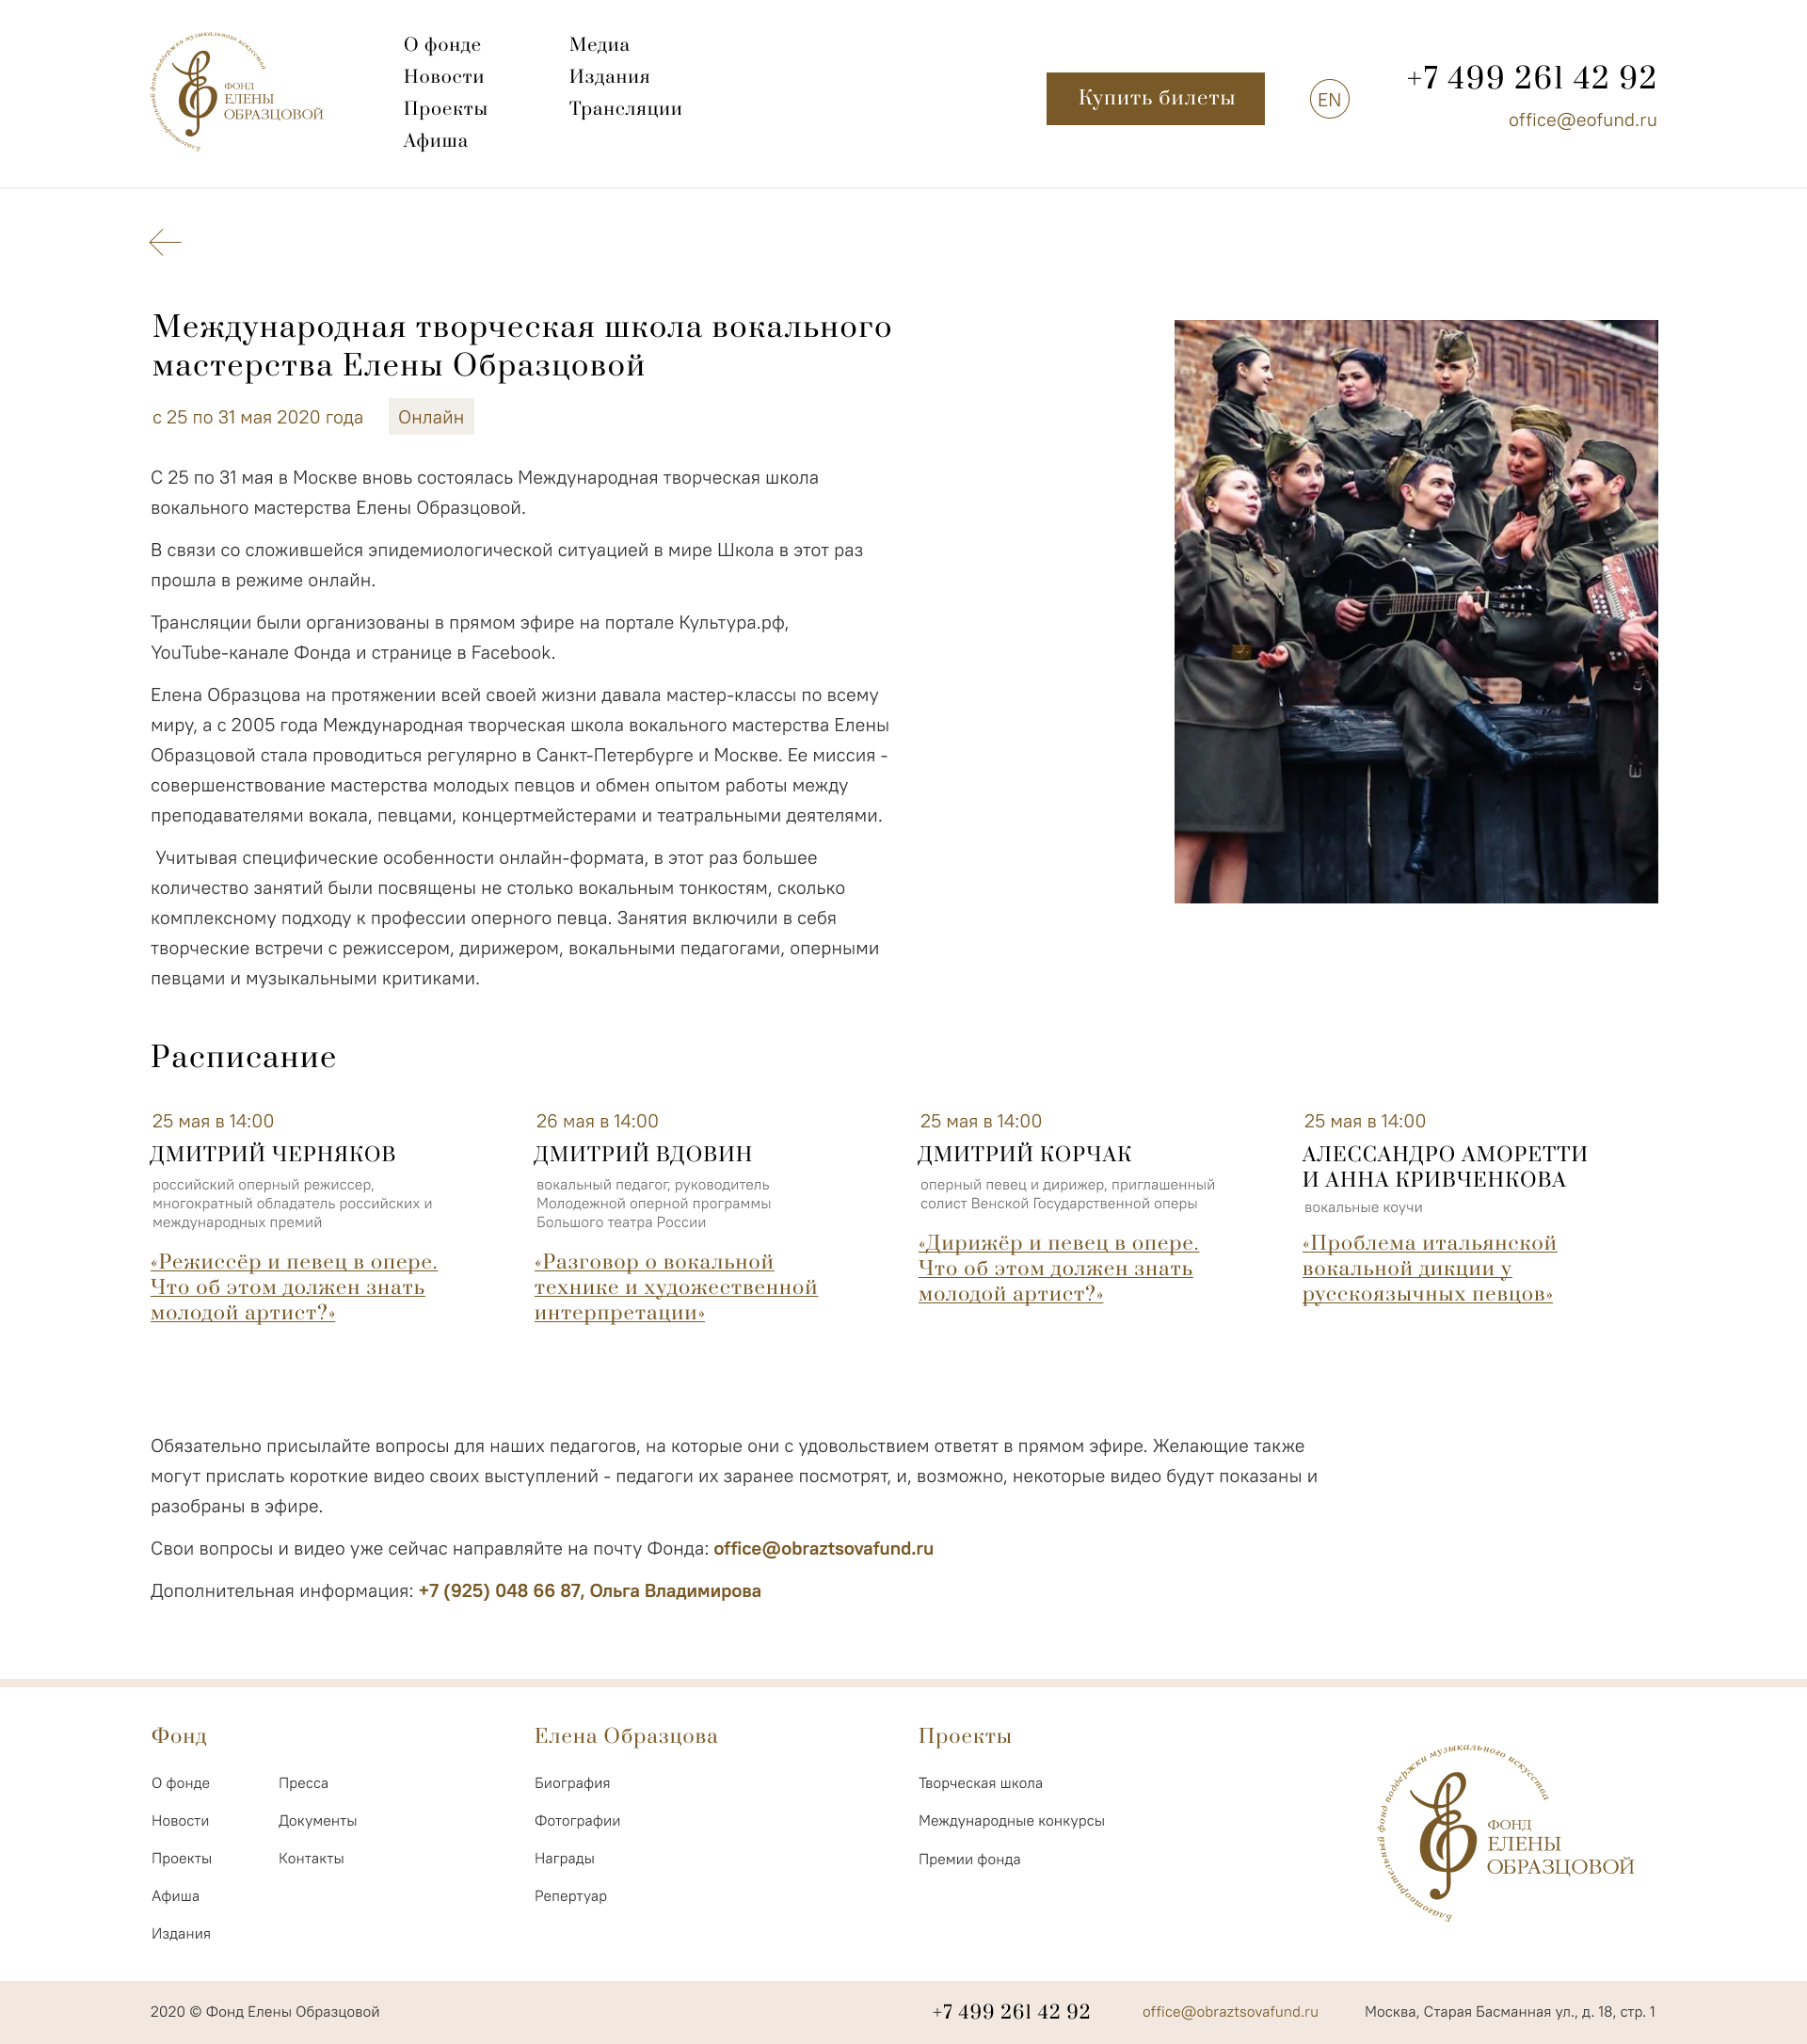 Благотворительный фонд поддержки музыкального искусства
ФОНД
ЕЛЕНЫ
ОБРАЗЦОВОЙ
О фонде
Новости
Проекты
Афиша
Медиа
Издания
Трансляции
Купить билеты
EN
+7 499 261 42 92
office@eofund.ru
Международная творческая школа вокального
мастерства Елены Образцовой
с 25 по 31 мая 2020 года
Онлайн
С 25 по 31 мая в Москве вновь состоялась Международная творческая школа
вокального мастерства Елены Образцовой.
В связи со сложившейся эпидемиологической ситуацией в мире Школа в этот раз
прошла в режиме онлайн.
Трансляции были организованы в прямом эфире на портале Культура.рф,
YouTube-канале Фонда и странице в Facebook.
Елена Образцова на протяжении всей своей жизни давала мастер-классы по всему
миру, а с 2005 года Международная творческая школа вокального мастерства Елены
Образцовой стала проводиться регулярно в Санкт-Петербурге и Москве. Ее миссия -
совершенствование мастерства молодых певцов и обмен опытом работы между
преподавателями вокала, певцами, концертмейстерами и театральными деятелями.
Учитывая специфические особенности онлайн-формата, в этот раз большее
количество занятий были посвящены не столько вокальным тонкостям, сколько
комплексному подходу к профессии оперного певца. Занятия включили в себя
творческие встречи с режиссером, дирижером, вокальными педагогами, оперными
певцами и музыкальными критиками.
Расписание
25 мая в 14:00
ДМИТРИЙ ЧЕРНЯКОВ
российский оперный режиссер,
многократный обладатель российских и
международных премий
«Режиссёр и певец в опере.
Что об этом должен знать
молодой артист?»
26 мая в 14:00
ДМИТРИЙ ВДОВИН
вокальный педагог, руководитель
Молодежной оперной программы
Большого театра России
«Разговор о вокальной
технике и художественной
интерпретации»
25 мая в 14:00
ДМИТРИЙ КОРЧАК
оперный певец и дирижер, приглашенный
солист Венской Государственной оперы
«Дирижёр и певец в опере.
Что об этом должен знать
молодой артист?»
25 мая в 14:00
АЛЕССАНДРО АМОРЕТТИ
И АННА КРИВЧЕНКОВА
вокальные коучи
«Проблема итальянской
вокальной дикции у
русскоязычных певцов»
Обязательно присылайте вопросы для наших педагогов, на которые они с удовольствием ответят в прямом эфире. Желающие также
могут прислать короткие видео своих выступлений - педагоги их заранее посмотрят, и, возможно, некоторые видео будут показаны и
разобраны в эфире.
Свои вопросы и видео уже сейчас направляйте на почту Фонда: office@obraztsovafund.ru
Дополнительная информация: +7 (925) 048 66 87, Ольга Владимирова
Фонд
О фонде
Новости
Проекты
Афиша
Издания
Пресса
Документы
Контакты
Елена Образцова
Биография
Фотографии
Награды
Репертуар
Проекты
Творческая школа
Международные конкурсы
Премии фонда
Благотворительный фонд поддержки музыкального искусства
ФОНД
ЕЛЕНЫ
ОБРАЗЦОВОЙ
2020 © Фонд Елены Образцовой
+7 499 261 42 92
office@obraztsovafund.ru
Москва, Старая Басманная ул., д. 18, стр. 1